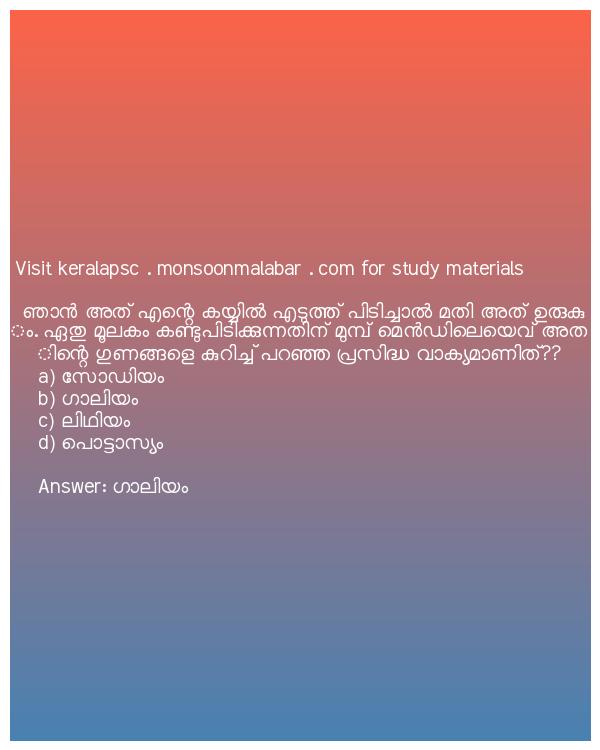 Visit keralapsc . monsoonmalabar . com for study materials
ഞാൻ അത് എന്റെ കയ്യിൽ എടുത്ത് പിടിച്ചാൽ മതി അത് ഉരുകു
ം. ഏതു മൂലകം കണ്ടുപിടിക്കുന്നതിന് മുമ്പ് മെൻഡിലെയെവ് അത
ിന്റെ ഗുണങ്ങളെ കുറിച്ച് പറഞ്ഞ പ്രസിദ്ധ വാക്യമാണിത്??
a) സോഡിയം
b) ഗാലിയം
c) ലിഥിയം
d) പൊട്ടാസ്യം
Answer: ഗാലിയം